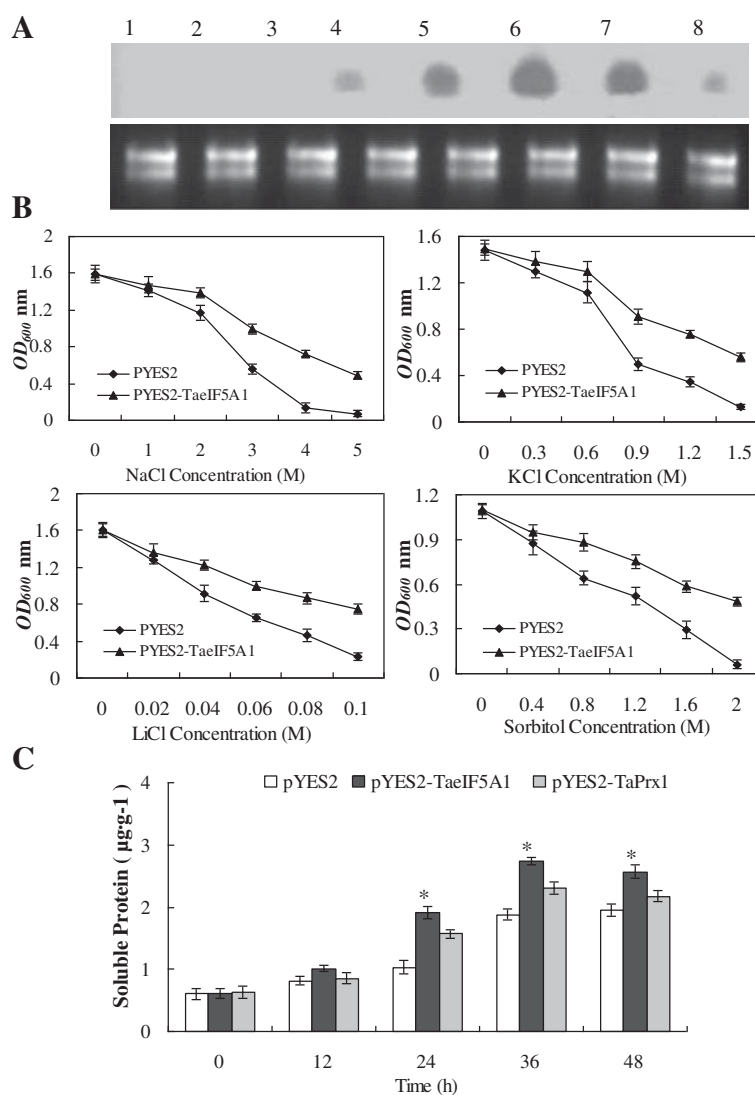 A
1 2 3 4 5 6 7 8
B
2
1.6
1.2
0.8
0.4
0
OD600 nm
PYES2
PYES2-TaeIF5A1
0 1 2 3 4 5
NaCl Concentration (M)
1.6
1.2
0.8
0.4
0
OD600 nm
PYES2
PYES2-TaeIF5A1
0 0.3 0.6 0.9 1.2 1.5
KCl Concentration (M)
2
1.6
1.2
0.8
0.4
0
OD600 nm
PYES2
PYES2-TaeIF5A1
0 0.02 0.04 0.06 0.08 0.1
LiCl Concentration (M)
1.2
0.9
0.6
0.3
0
OD600 nm
PYES2
PYES2-TaeIF5A1
0 0.4 0.8 1.2 1.6 2
Sorbitol Concentration (M)
C
4
3
2
1
0
Soluble Protein ( μg·g-1 )
pYES2 pYES2-TaeIF5A1 pYES2-TaPrx1
* * *
0 12 24 36 48
Time (h)